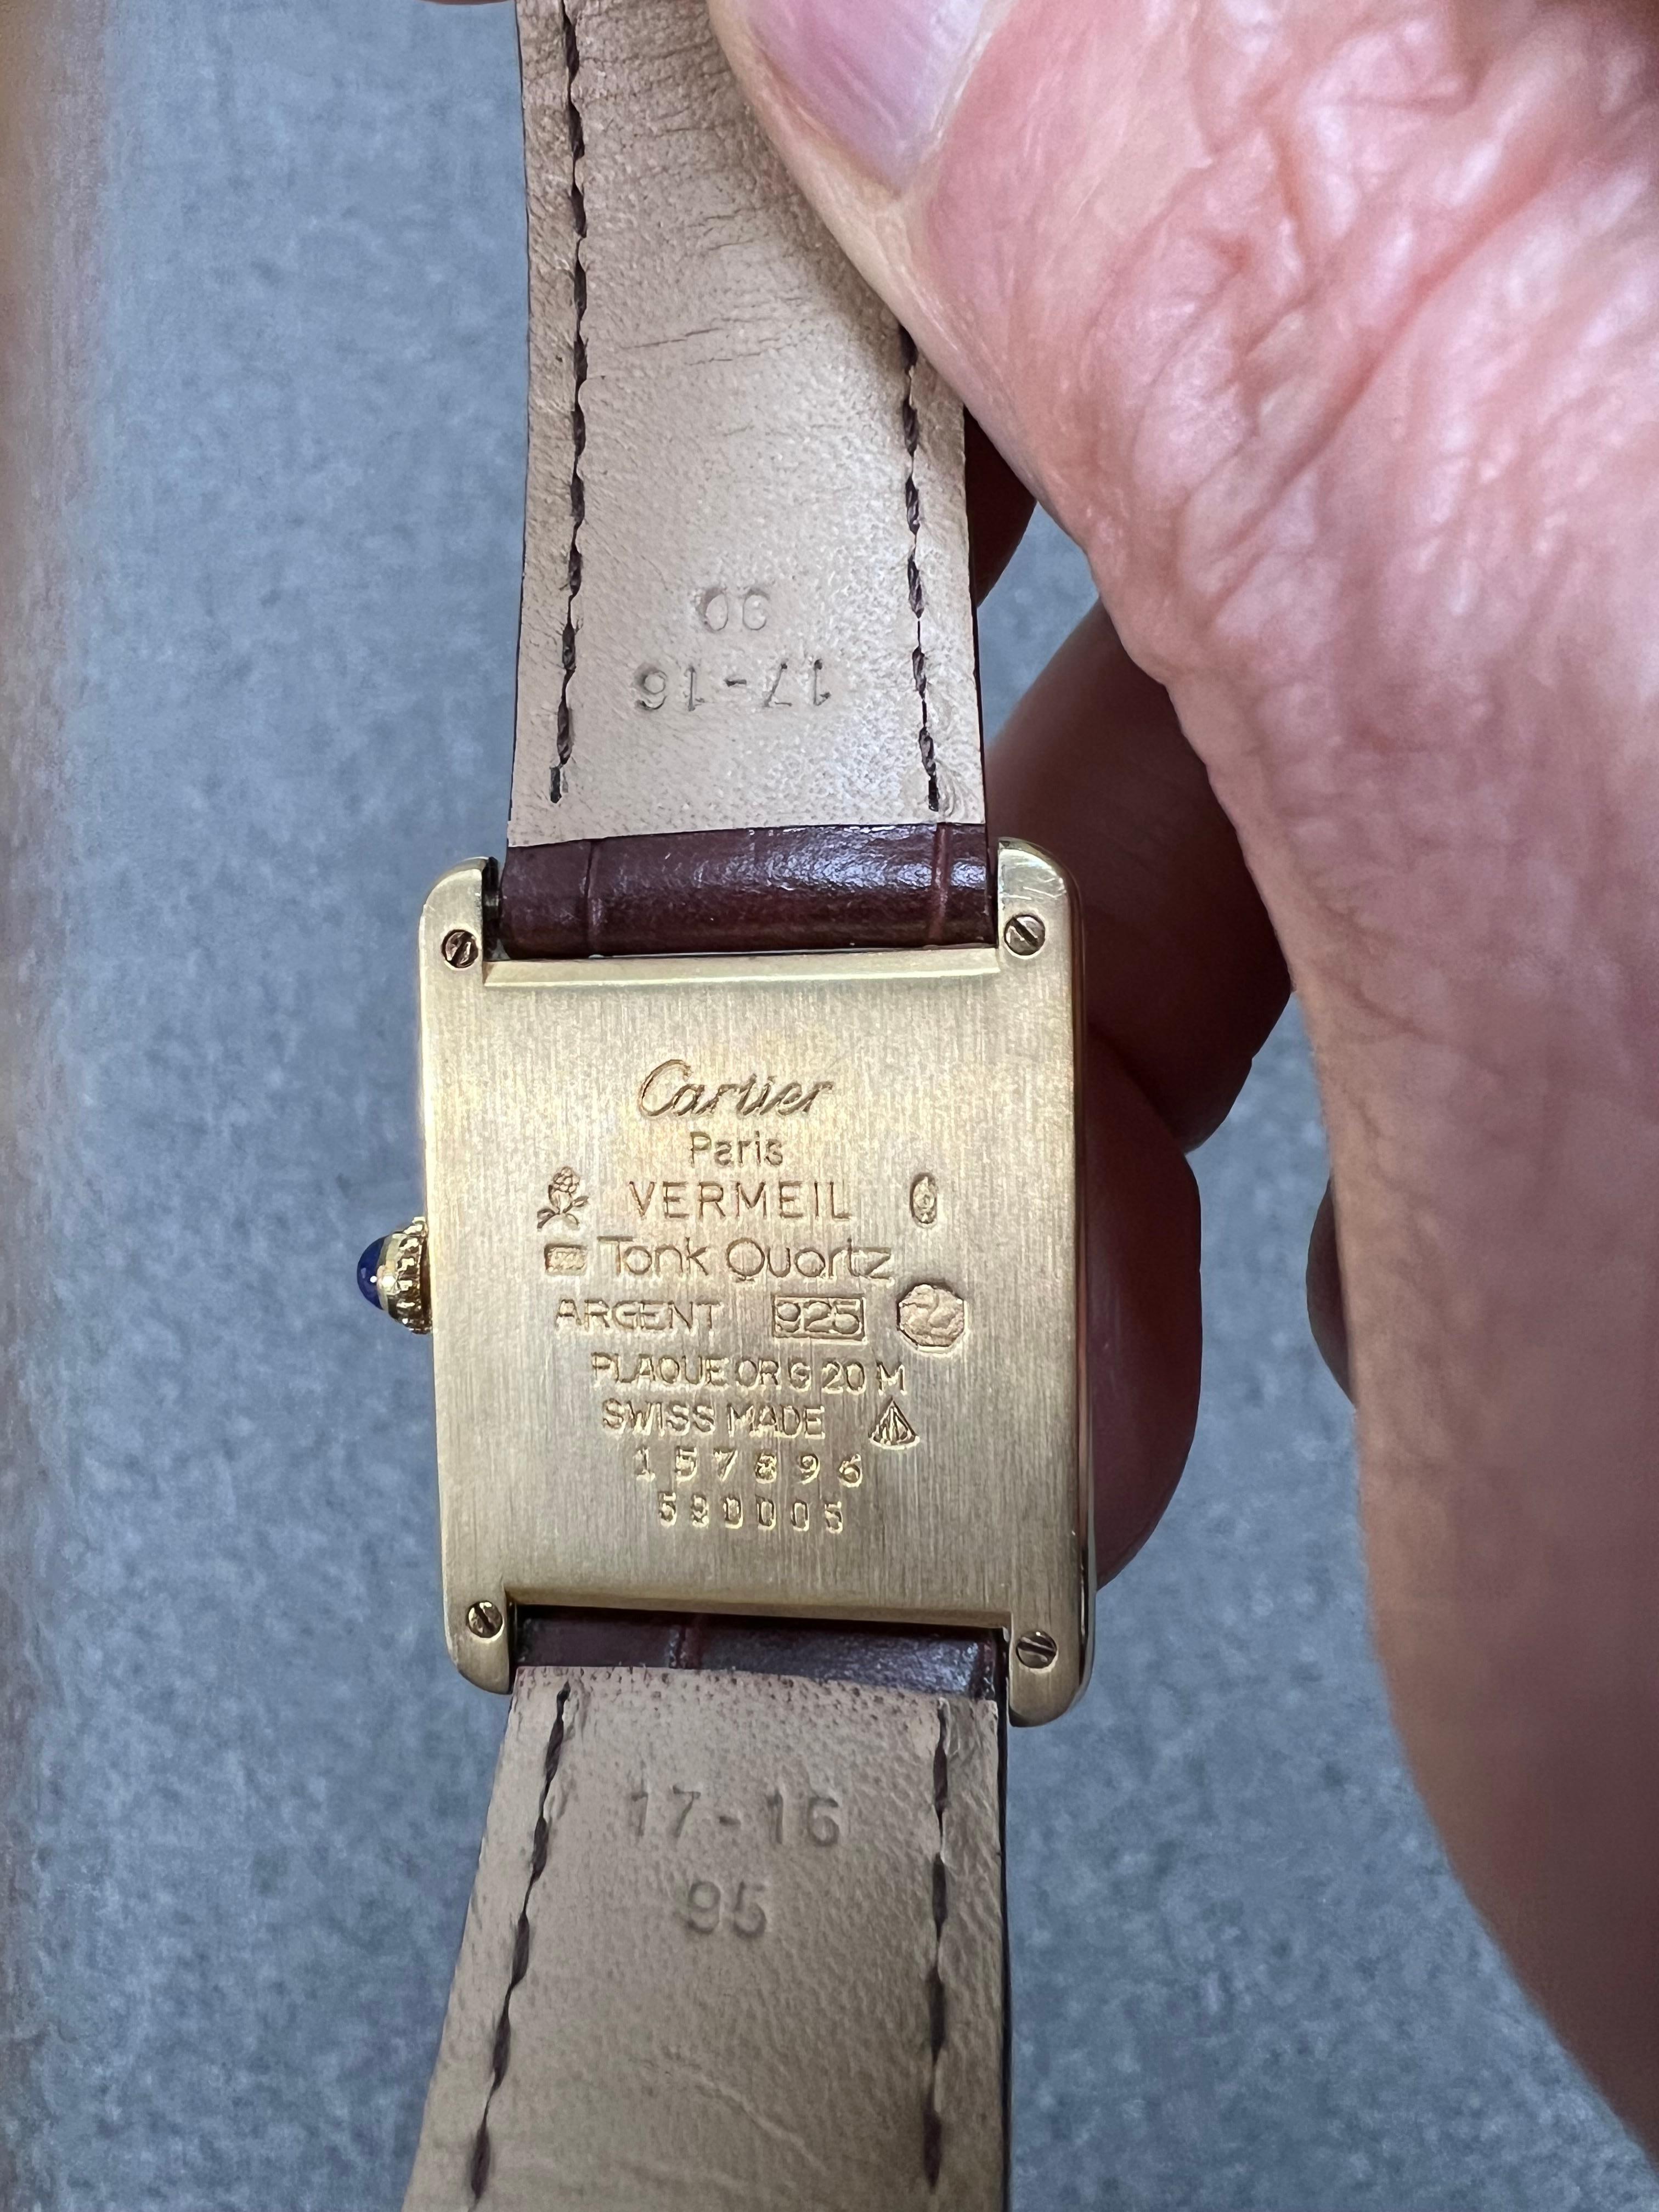 90
17-16
Cartier
Paris
VERMEIL
Tank Quartz
ARGENT 925
PLAQUE OR G 20 M
SWISS MADE
157896
590005
17-16
95